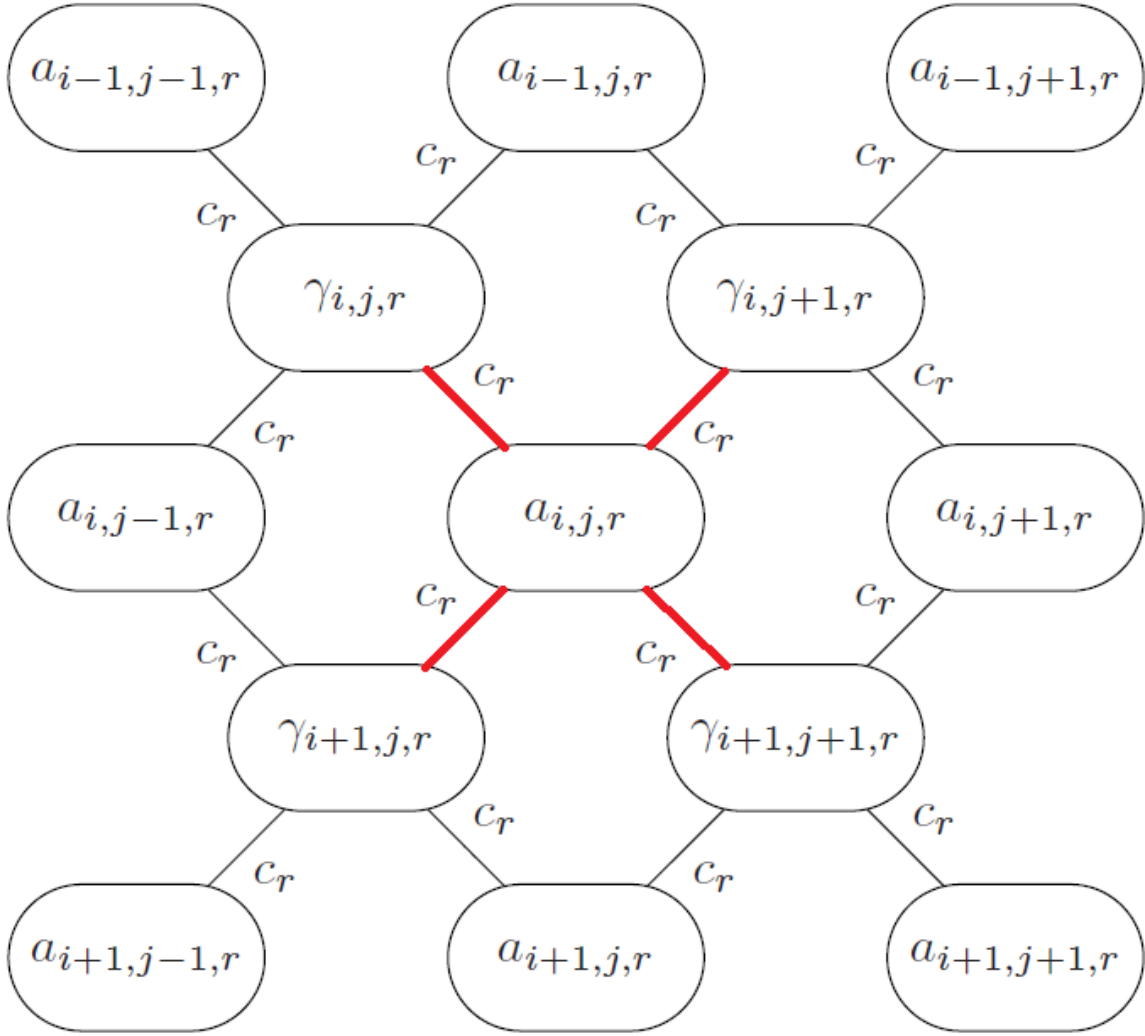 a_{i−1,j−1,r} a_{i−1,j,r} a_{i−1,j+1,r}
c_r c_r
c_r c_r
γ_{i,j,r} γ_{i,j+1,r}
c_r c_r
c_r c_r
a_{i,j−1,r} a_{i,j,r} a_{i,j+1,r}
c_r c_r
c_r c_r
γ_{i+1,j,r} γ_{i+1,j+1,r}
c_r c_r
c_r c_r
a_{i+1,j−1,r} a_{i+1,j,r} a_{i+1,j+1,r}